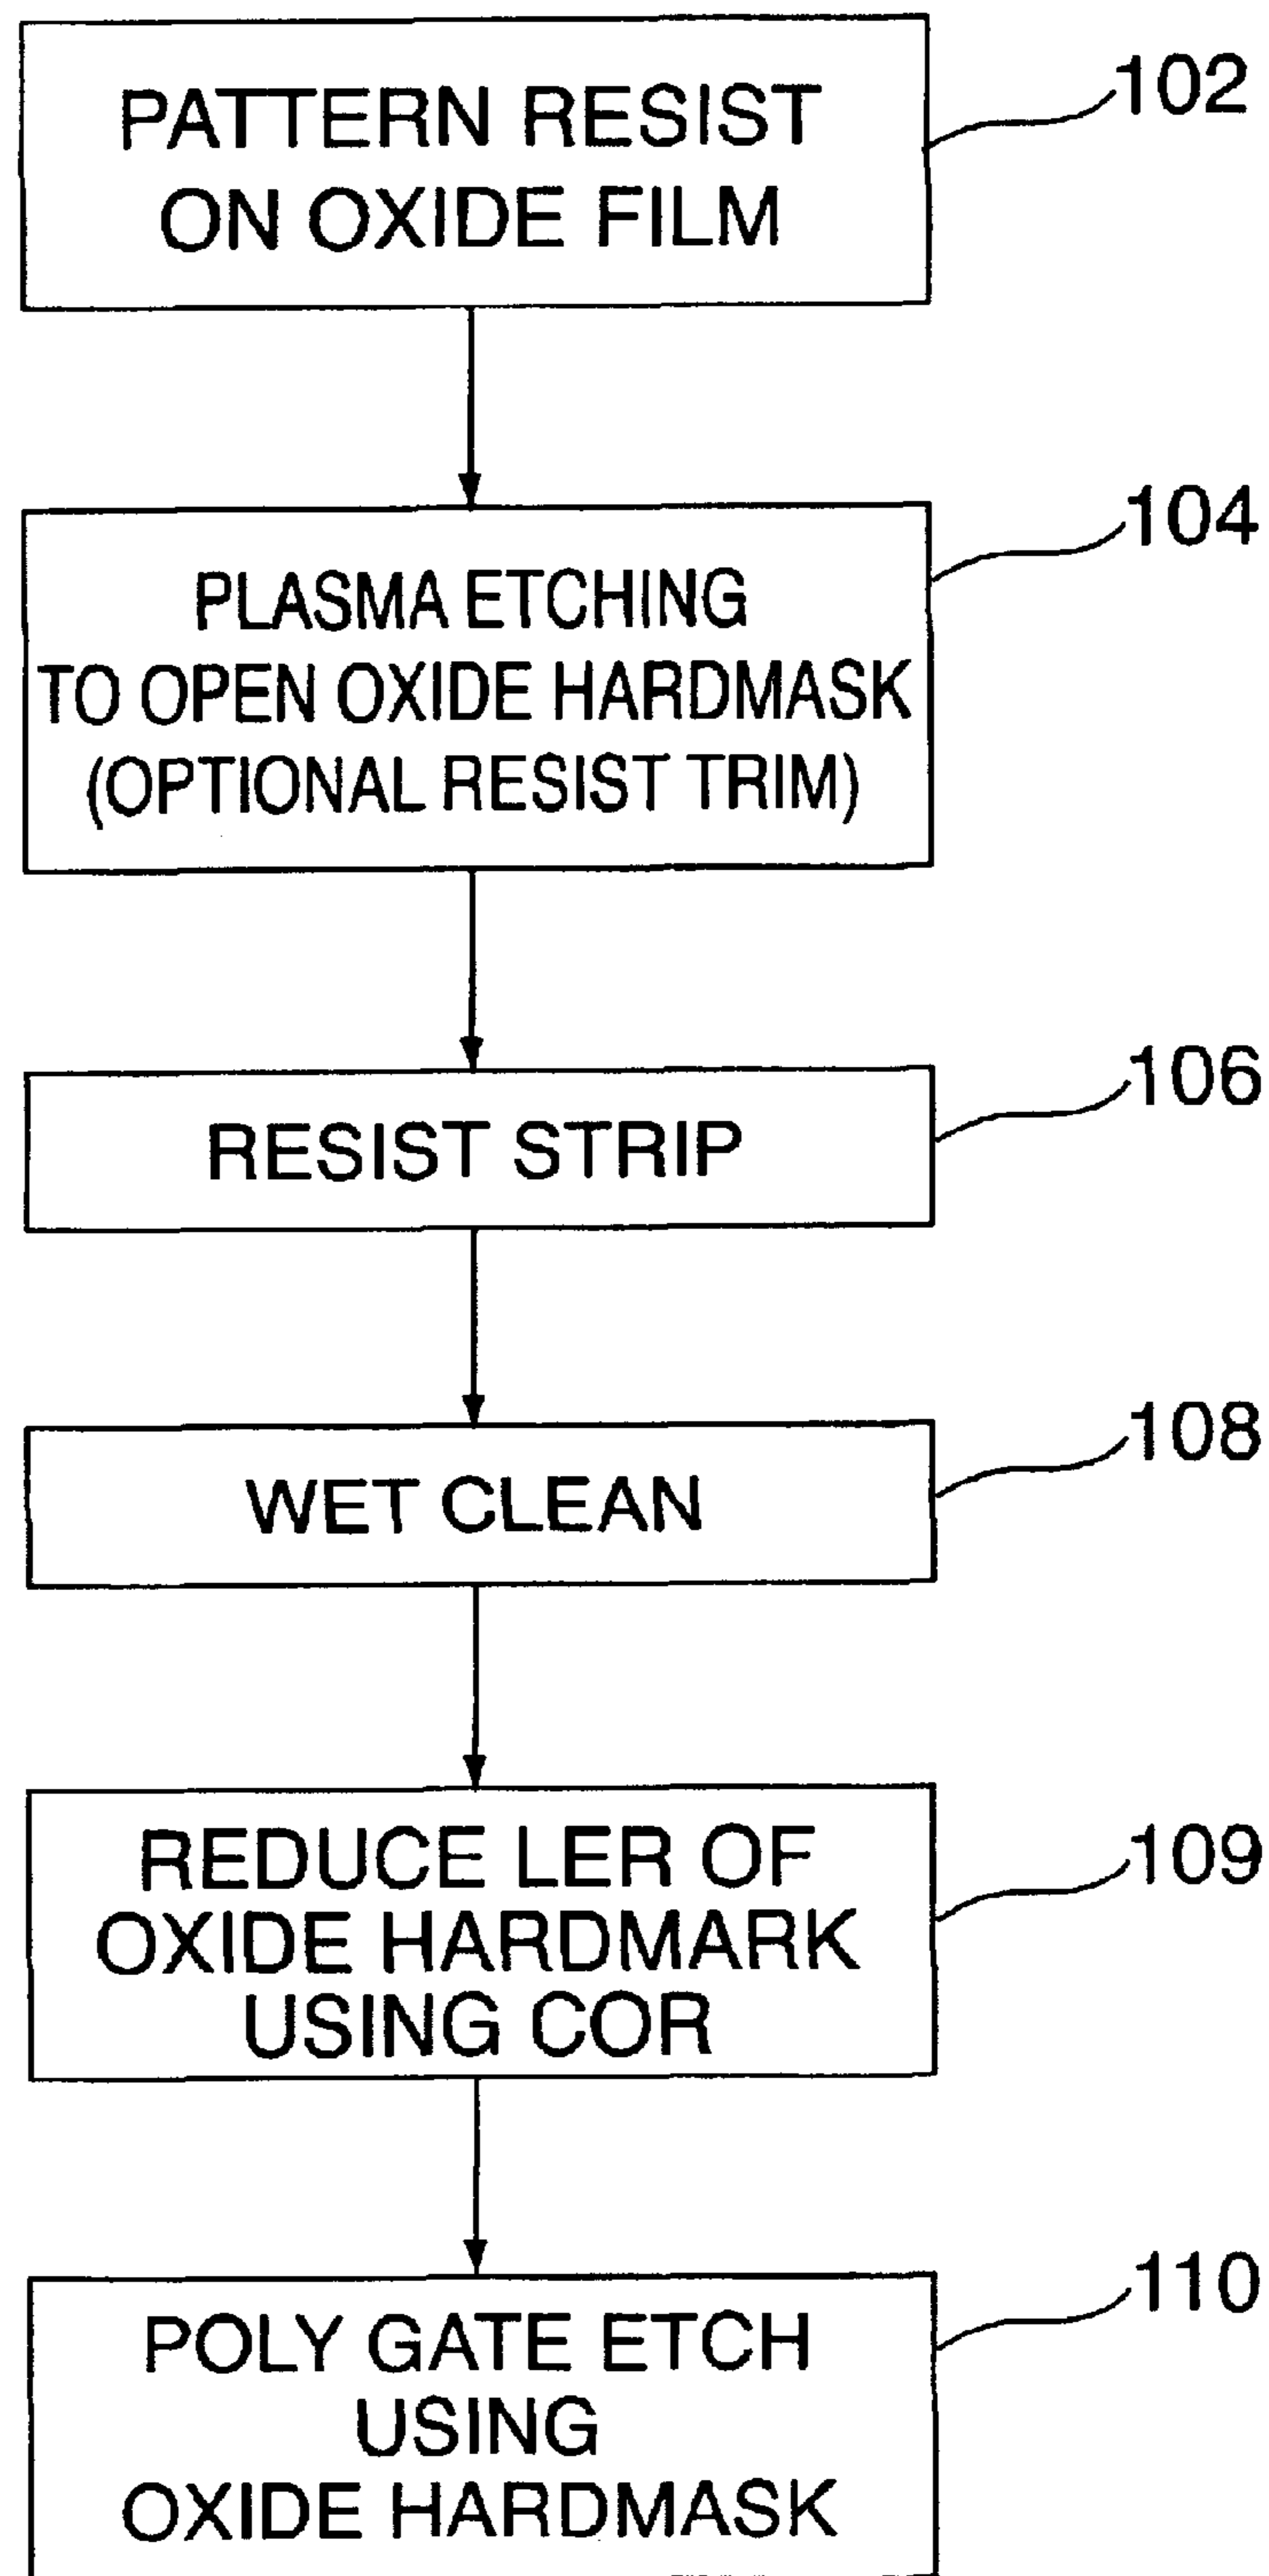 PATTERN RESIST
ON OXIDE FILM
102
PLASMA ETCHING
TO OPEN OXIDE HARDMASK
(OPTIONAL RESIST TRIM)
104
RESIST STRIP
106
WET CLEAN
108
REDUCE LER OF
OXIDE HARDMARK
USING COR
109
POLY GATE ETCH
USING
OXIDE HARDMASK
110